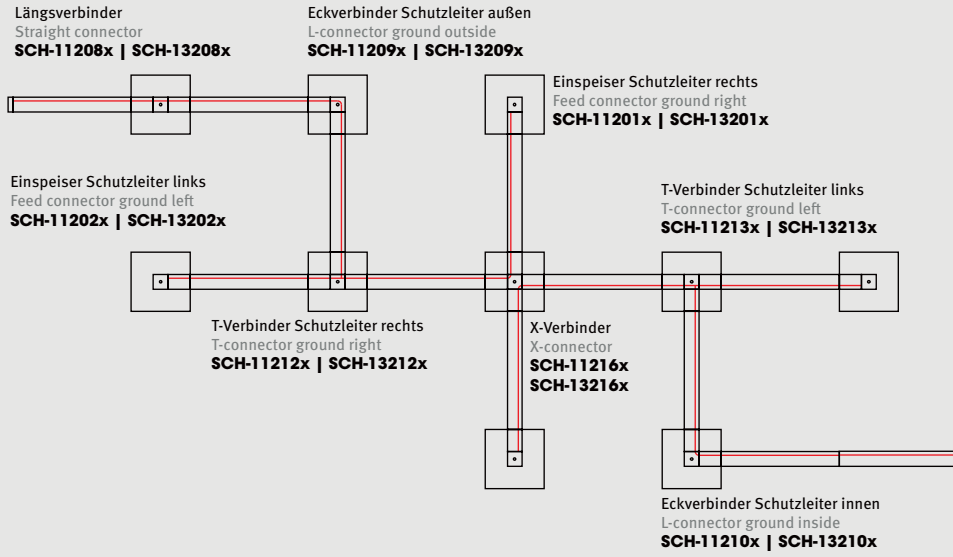 Längsverbinder
Straight connector
SCH-11208x | SCH-13208x
Eckverbinder Schutzleiter außen
L-connector ground outside
SCH-11209x | SCH-13209x
Einspeiser Schutzleiter rechts
Feed connector ground right
SCH-11201x | SCH-13201x
Einspeiser Schutzleiter links
Feed connector ground left
SCH-11202x | SCH-13202x
T-Verbinder Schutzleiter links
T-connector ground left
SCH-11213x | SCH-13213x
T-Verbinder Schutzleiter rechts
T-connector ground right
SCH-11212x | SCH-13212x
X-Verbinder
X-connector
SCH-11216x
SCH-13216x
Eckverbinder Schutzleiter innen
L-connector ground inside
SCH-11210x | SCH-13210x